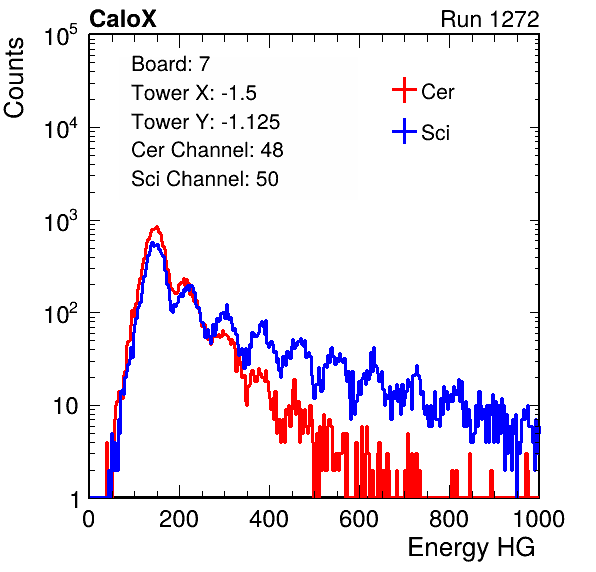 CaloX Run 1272
Counts
Board: 7
Tower X: -1.5
Tower Y: -1.125
Cer Channel: 48
Sci Channel: 50
Cer
Sci
10^5
10^4
10^3
10^2
10
1
0 200 400 600 800 1000
Energy HG